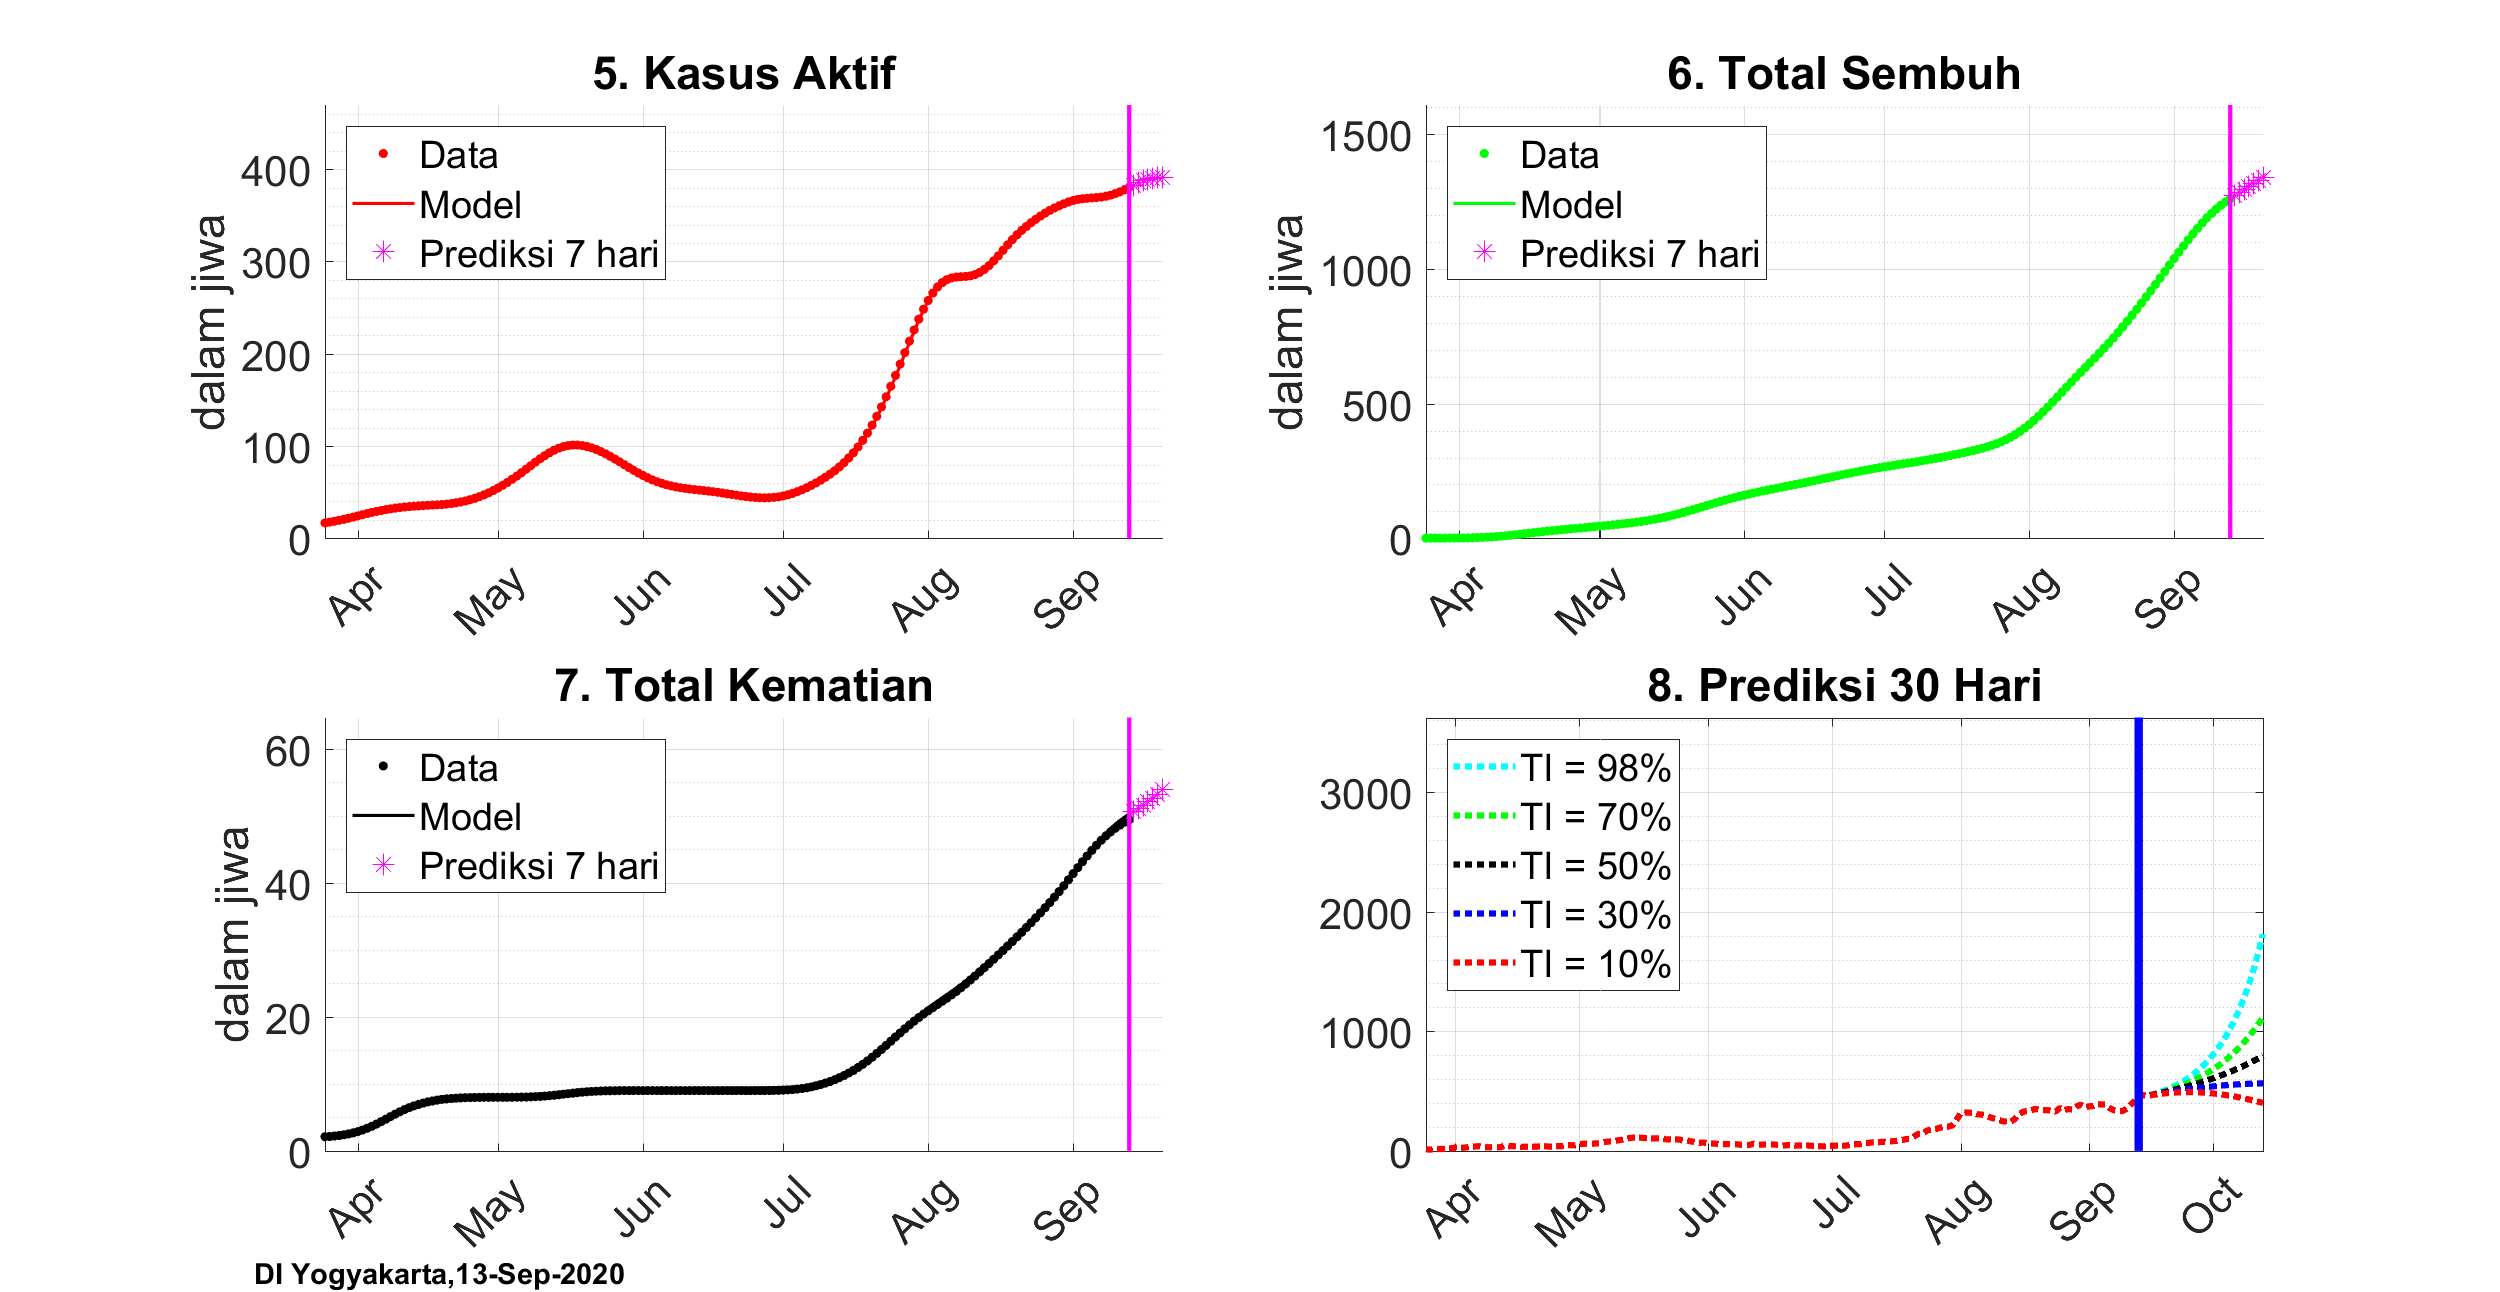 5. Kasus Aktif
dalam jiwa
400
300
200
100
0
Data
Model
Prediksi 7 hari
Apr
May
Jun
Jul
Aug
Sep
6. Total Sembuh
dalam jiwa
1500
1000
500
0
Data
Model
Prediksi 7 hari
Apr
May
Jun
Jul
Aug
Sep
7. Total Kematian
dalam jiwa
60
40
20
0
Data
Model
Prediksi 7 hari
Apr
May
Jun
Jul
Aug
Sep
8. Prediksi 30 Hari
3000
2000
1000
0
TI = 98%
TI = 70%
TI = 50%
TI = 30%
TI = 10%
Apr
May
Jun
Jul
Aug
Sep
Oct
DI Yogyakarta,13-Sep-2020